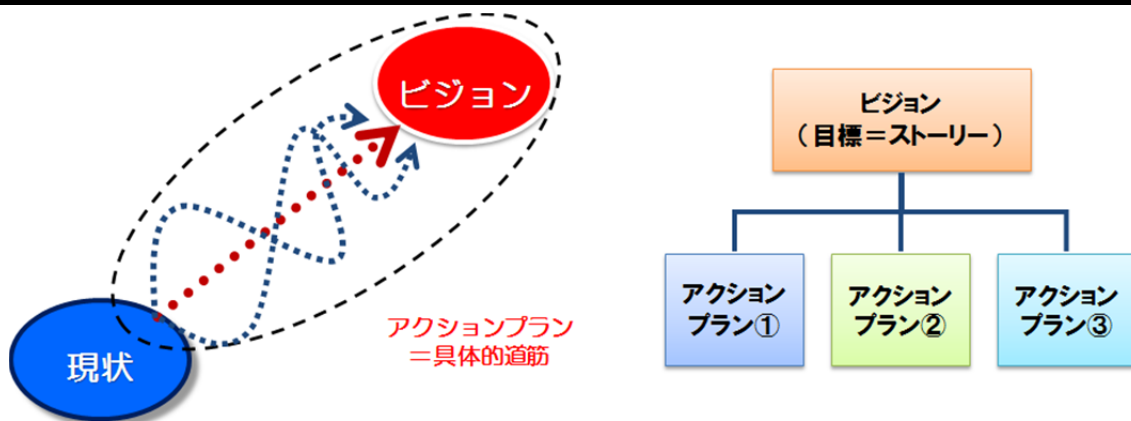 ビジョン
現状
アクションプラン
＝具体的道筋
ビジョン
（目標＝ストーリー）
アクション
プラン①
アクション
プラン②
アクション
プラン③